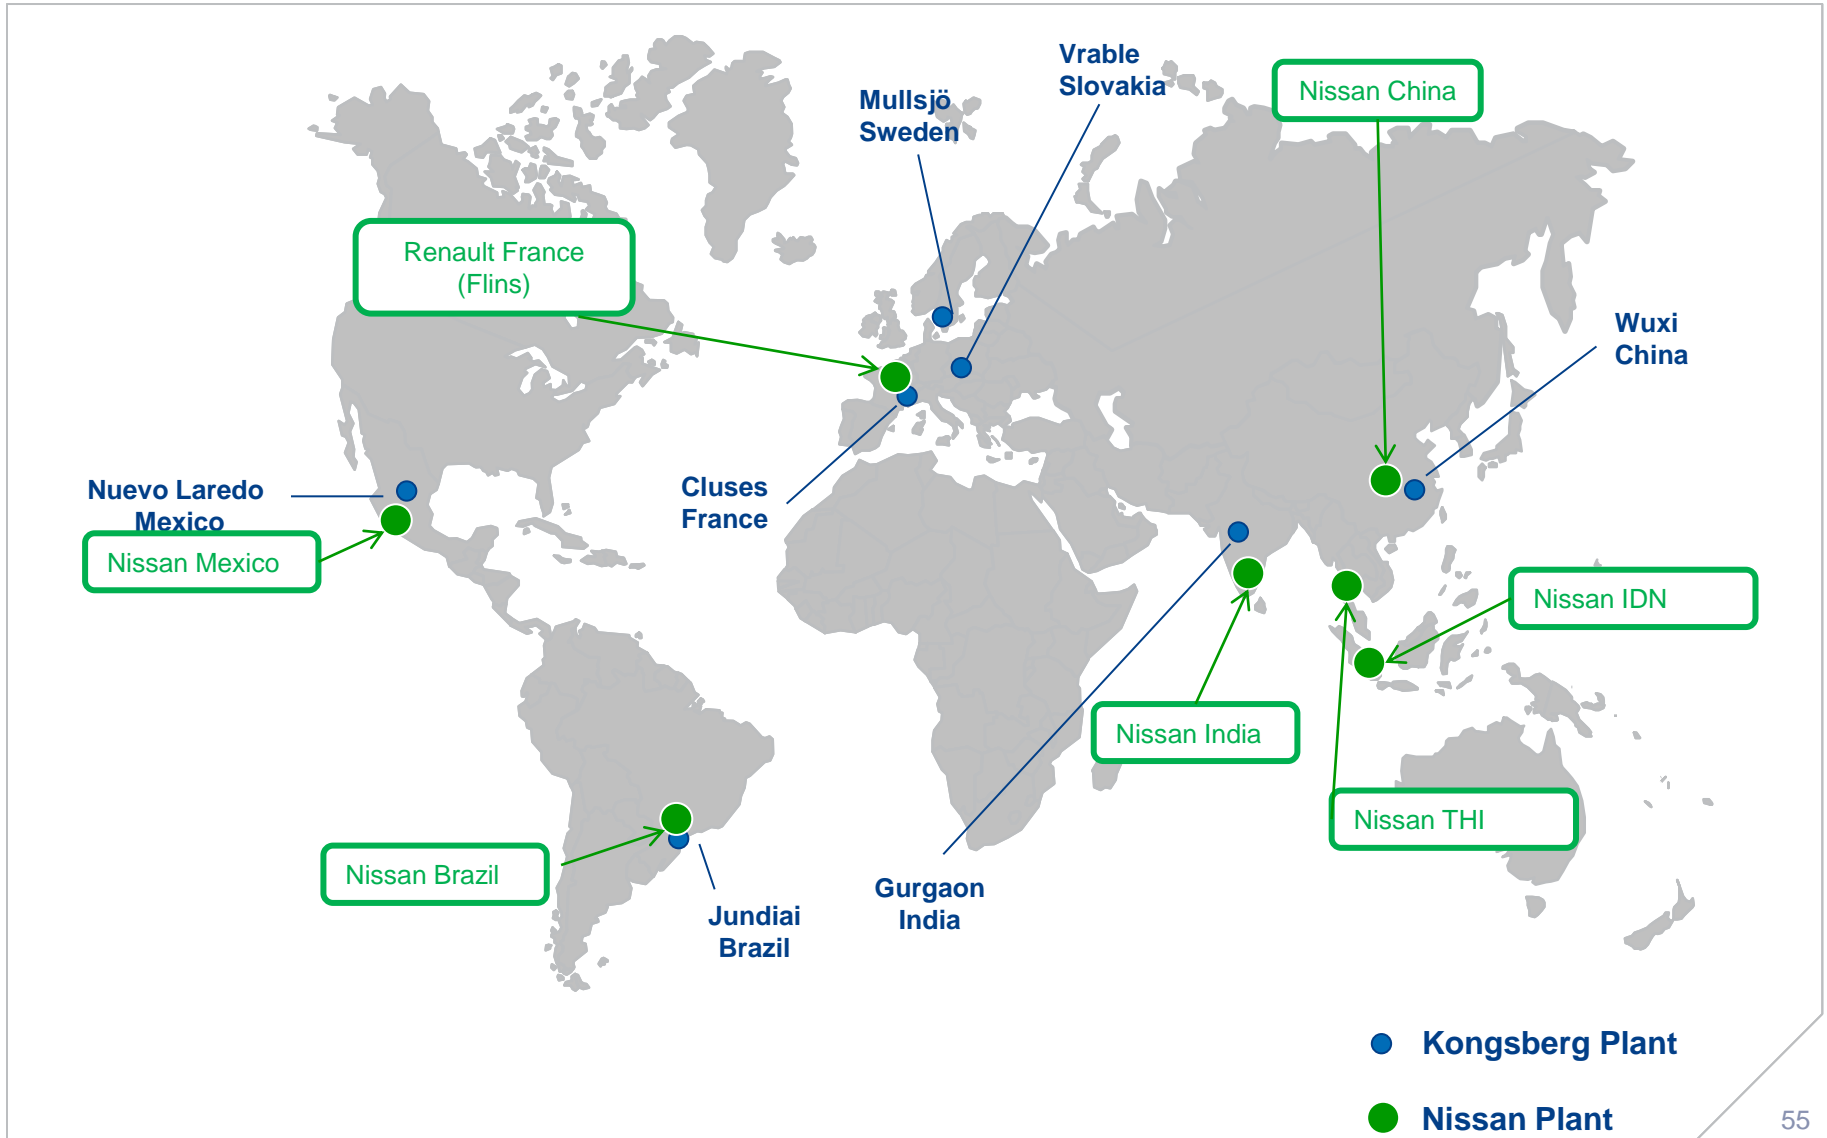 Vrable
Slovakia
Mullsjö
Sweden
Nissan China
Renault France
(Flins)
Wuxi
China
Nuevo Laredo
Mexico
Cluses
France
Nissan Mexico
Nissan IDN
Nissan India
Nissan THI
Nissan Brazil
Gurgaon
India
Jundiai
Brazil
Kongsberg Plant
Nissan Plant
55